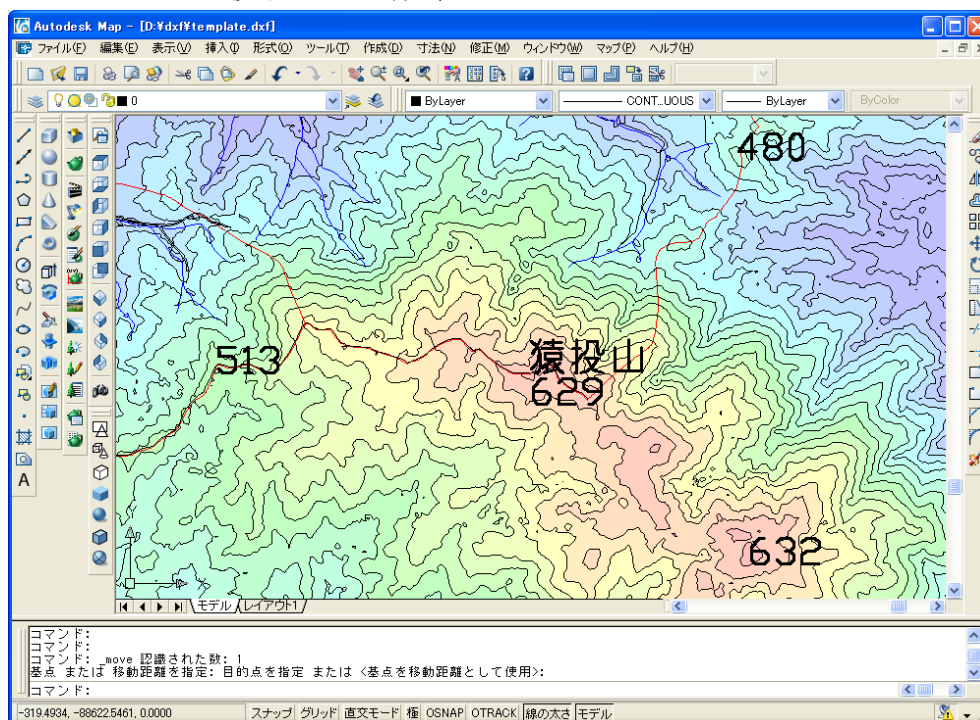 Autodesk Map - [D:¥dxf¥template.dxf]
ファイル(F) 編集(E) 表示(V) 挿入(I) 形式(O) ツール(T) 作成(D) 寸法(N) 修正(M) ウィンドウ(W) マップ(P) ヘルプ(H)
0 ByLayer CONT...UOUS ByLayer ByColor
480
513
猿投山
629
632
モデル レイアウト1
コマンド:
コマンド:
コマンド: _move 認識された数: 1
基点 または 移動距離を指定: 目的点を指定 または <基点を移動距離として使用>:
コマンド:
-319.4934, -88622.5461, 0.0000 スナップ グリッド 直交モード 極 OSNAP OTRACK 線の太さ モデル